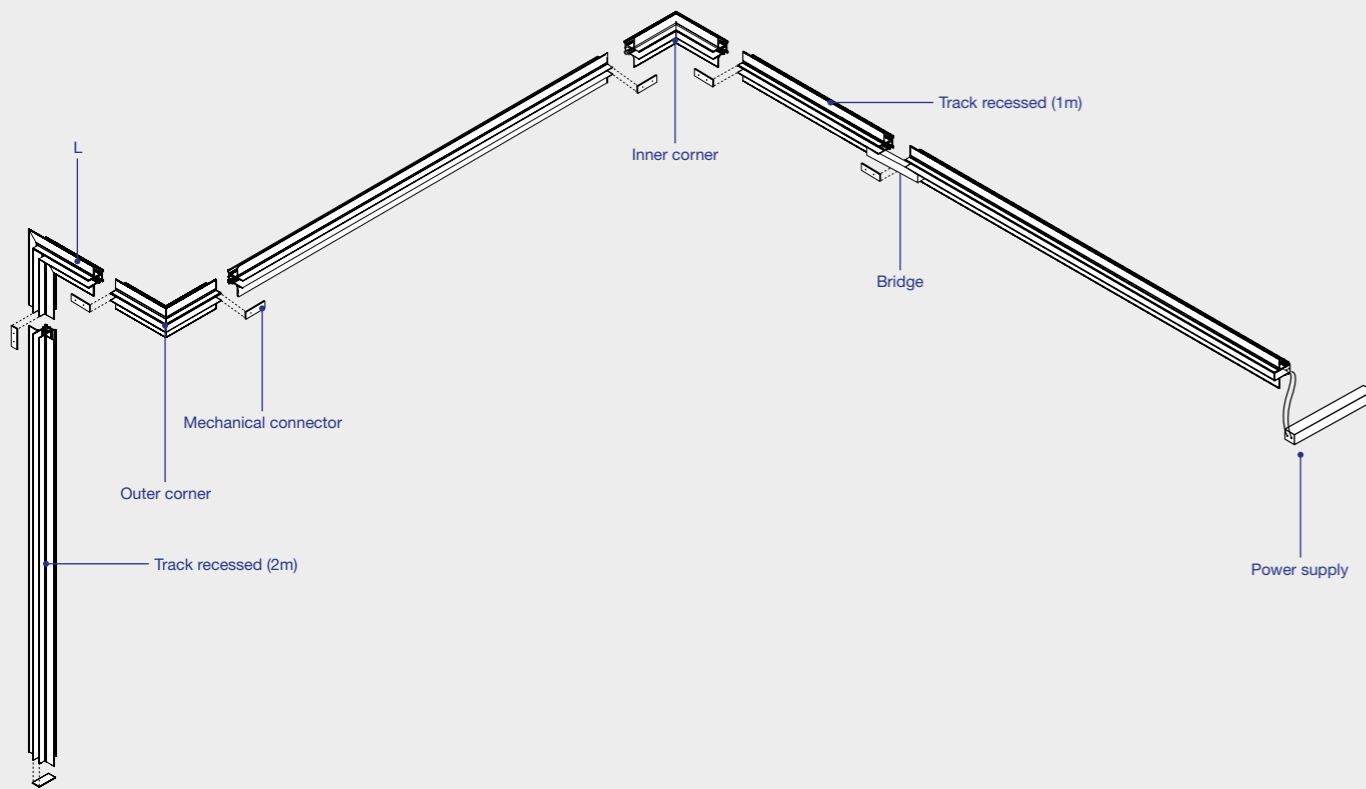 Track recessed (1m)
L
Inner corner
Bridge
Mechanical connector
Outer corner
Track recessed (2m)
Power supply